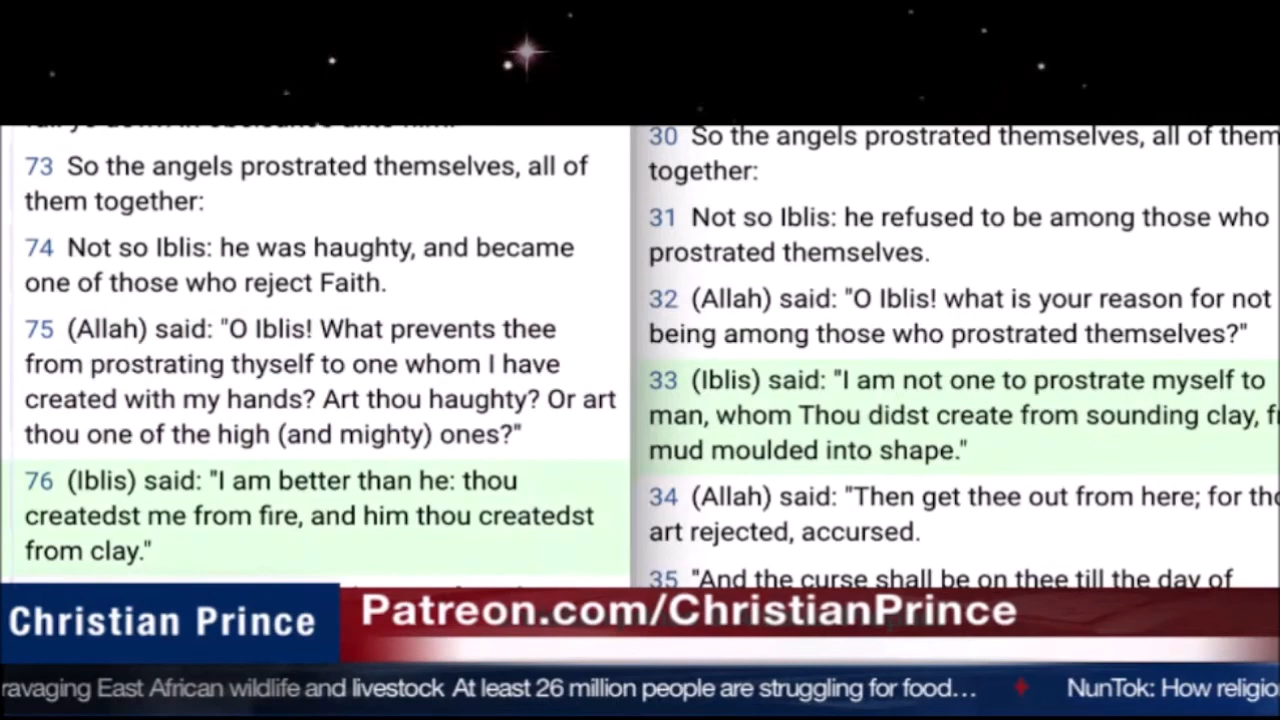 73 So the angels prostrated themselves, all of
them together:
74 Not so Iblis: he was haughty, and became
one of those who reject Faith.
75 (Allah) said: "O Iblis! What prevents thee
from prostrating thyself to one whom I have
created with my hands? Art thou haughty? Or art
thou one of the high (and mighty) ones?"
76 (Iblis) said: "I am better than he: thou
createdst me from fire, and him thou createdst
from clay."
30 So the angels prostrated themselves, all of them
together:
31 Not so Iblis: he refused to be among those who
prostrated themselves.
32 (Allah) said: "O Iblis! what is your reason for not
being among those who prostrated themselves?"
33 (Iblis) said: "I am not one to prostrate myself to
man, whom Thou didst create from sounding clay,
mud moulded into shape."
34 (Allah) said: "Then get thee out from here; for
art rejected, accursed.
35 "And the curse shall be on thee till the day of
Christian Prince
Patreon.com/ChristianPrince
ravaging East African wildlife and livestock At least 26 million people are struggling for food... NunTok: How religio